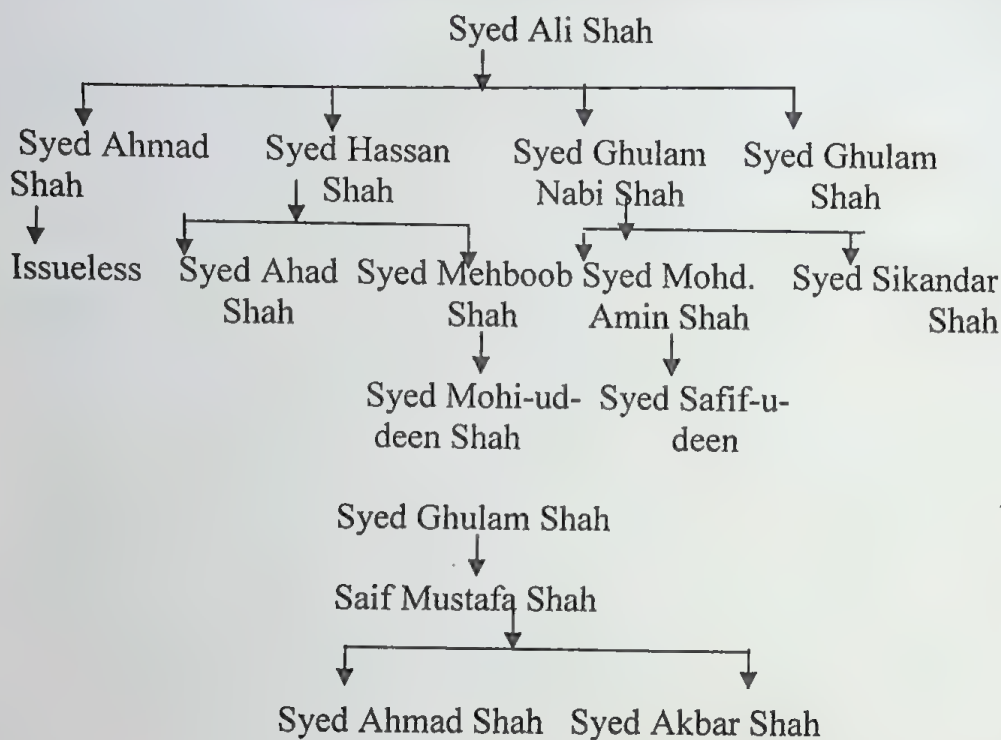 Syed Ali Shah
Syed Ahmad Shah
Syed Hassan Shah
Syed Ghulam Nabi Shah
Syed Ghulam Shah
Issueless
Syed Ahad Shah
Syed Mehboob Shah
Syed Mohd. Amin Shah
Syed Sikandar Shah
Syed Mohi-ud-deen Shah
Syed Safif-u-deen
Syed Ghulam Shah
Saif Mustafa Shah
Syed Ahmad Shah
Syed Akbar Shah